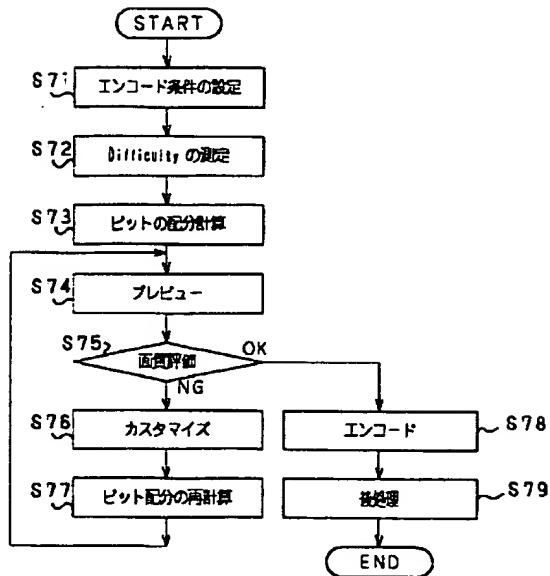 START
S71
エンコード条件の設定
S72
Difficulty の測定
S73
ビットの配分計算
S74
プレビュー
S75
画質評価
OK
NG
S76
カスタマイズ
S77
ビット配分の再計算
エンコード
S78
後処理
S79
END